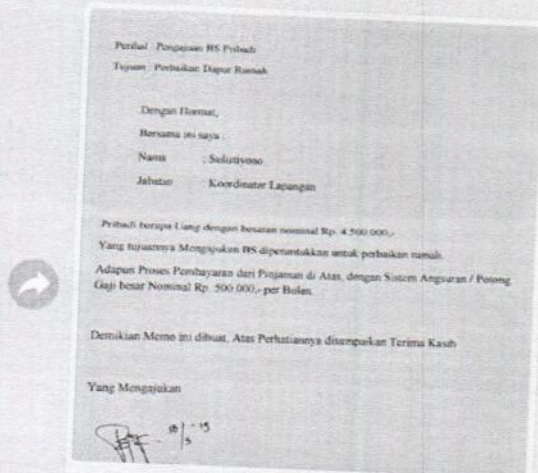 Perihal : Pengajuan BS Pribadi
Tujuan : Perbaikan Dapur Rumah
Dengan Hormat,
Bersama ini saya :
Nama : Sulistiyono
Jabatan : Koordinator Lapangan
Pribadi berupa Uang dengan besaran nominal Rp. 4.500.000,-
Yang tujuannya Mengajukan BS diperuntukkan untuk perbaikan rumah.
Adapun Proses Pembayaran dari Pinjaman di Atas, dengan Sistem Angsuran / Potong
Gaji besar Nominal Rp. 500.000,- per Bulan.
Demikian Memo ini dibuat, Atas Perhatiannya disampaikan Terima Kasih
Yang Mengajukan